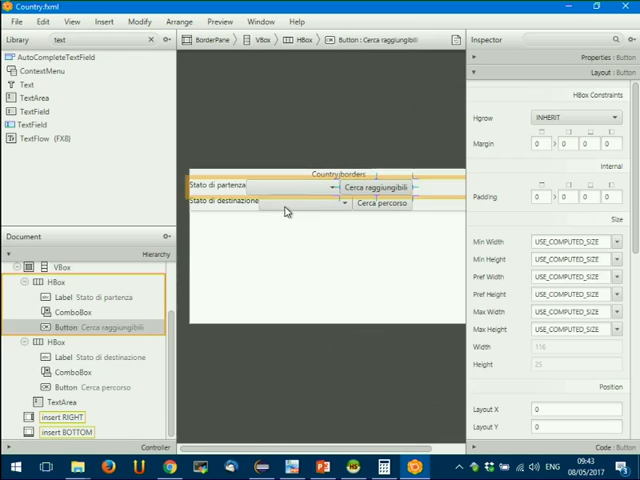 Country.fxml
File Edit View Insert Modify Arrange Preview Window Help
Library text
BorderPane VBox HBox Button : Cerca raggiungibili
Inspector
AutoCompleteTextField
ContextMenu
Text
TextArea
TextField
TextField
TextFlow (FX8)
Properties : Button
Layout : Button
HBox Constraints
Hgrow INHERIT
Margin 0 0 0 0
Internal
Padding 0 0 0 0
Size
Min Width USE_COMPUTED_SIZE
Min Height USE_COMPUTED_SIZE
Pref Width USE_COMPUTED_SIZE
Pref Height USE_COMPUTED_SIZE
Max Width USE_COMPUTED_SIZE
Max Height USE_COMPUTED_SIZE
Width 116
Height 25
Position
Layout X 0
Layout Y 0
Code : Button
Country borders
Stato di partenza Cerca raggiungibili
Stato di destinazione Cerca percorso
Document
Hierarchy
VBox
HBox
Label Stato di partenza
ComboBox
Button Cerca raggiungibili
HBox
Label Stato di destinazione
ComboBox
Button Cerca percorso
TextArea
insert RIGHT
insert BOTTOM
Controller
09:43
08/05/2017